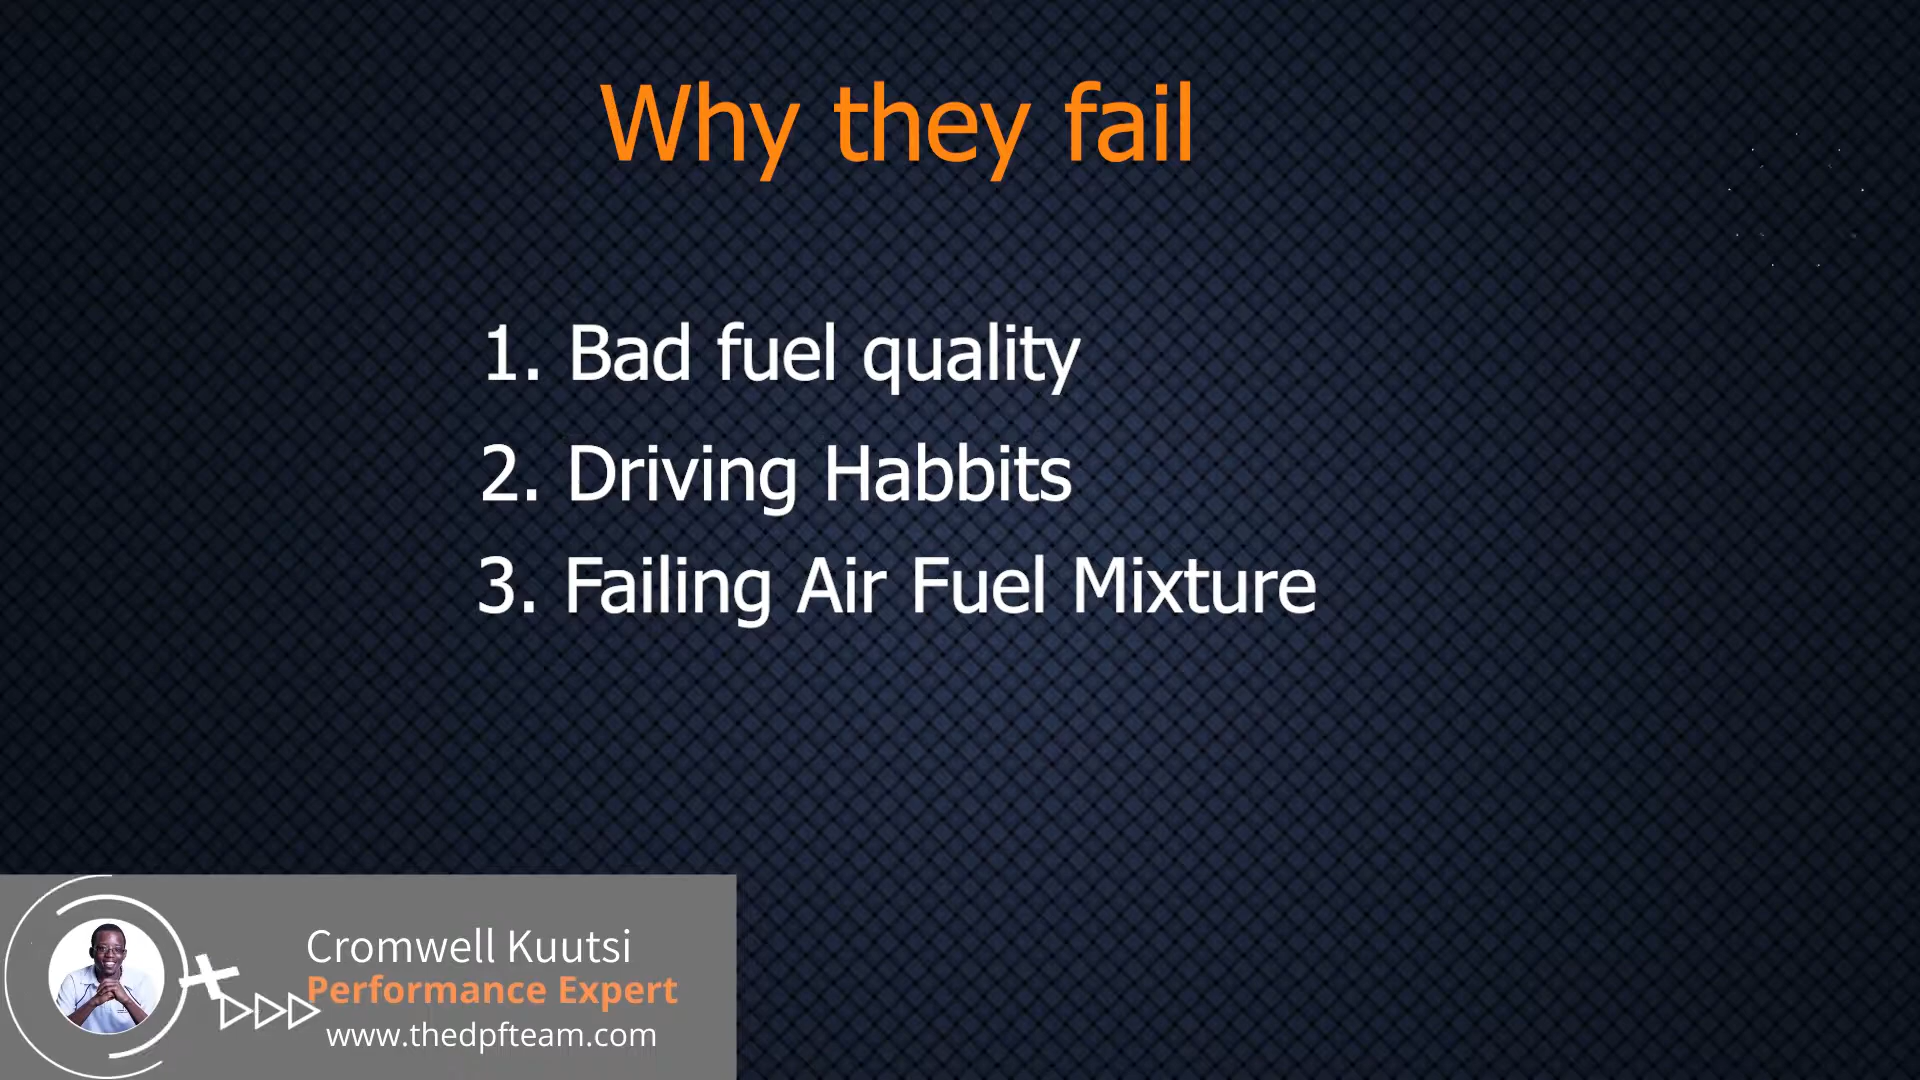 Why they fail
1. Bad fuel quality
2. Driving Habbits
3. Failing Air Fuel Mixture
Cromwell Kuutsi
Performance Expert
www.thedpfteam.com